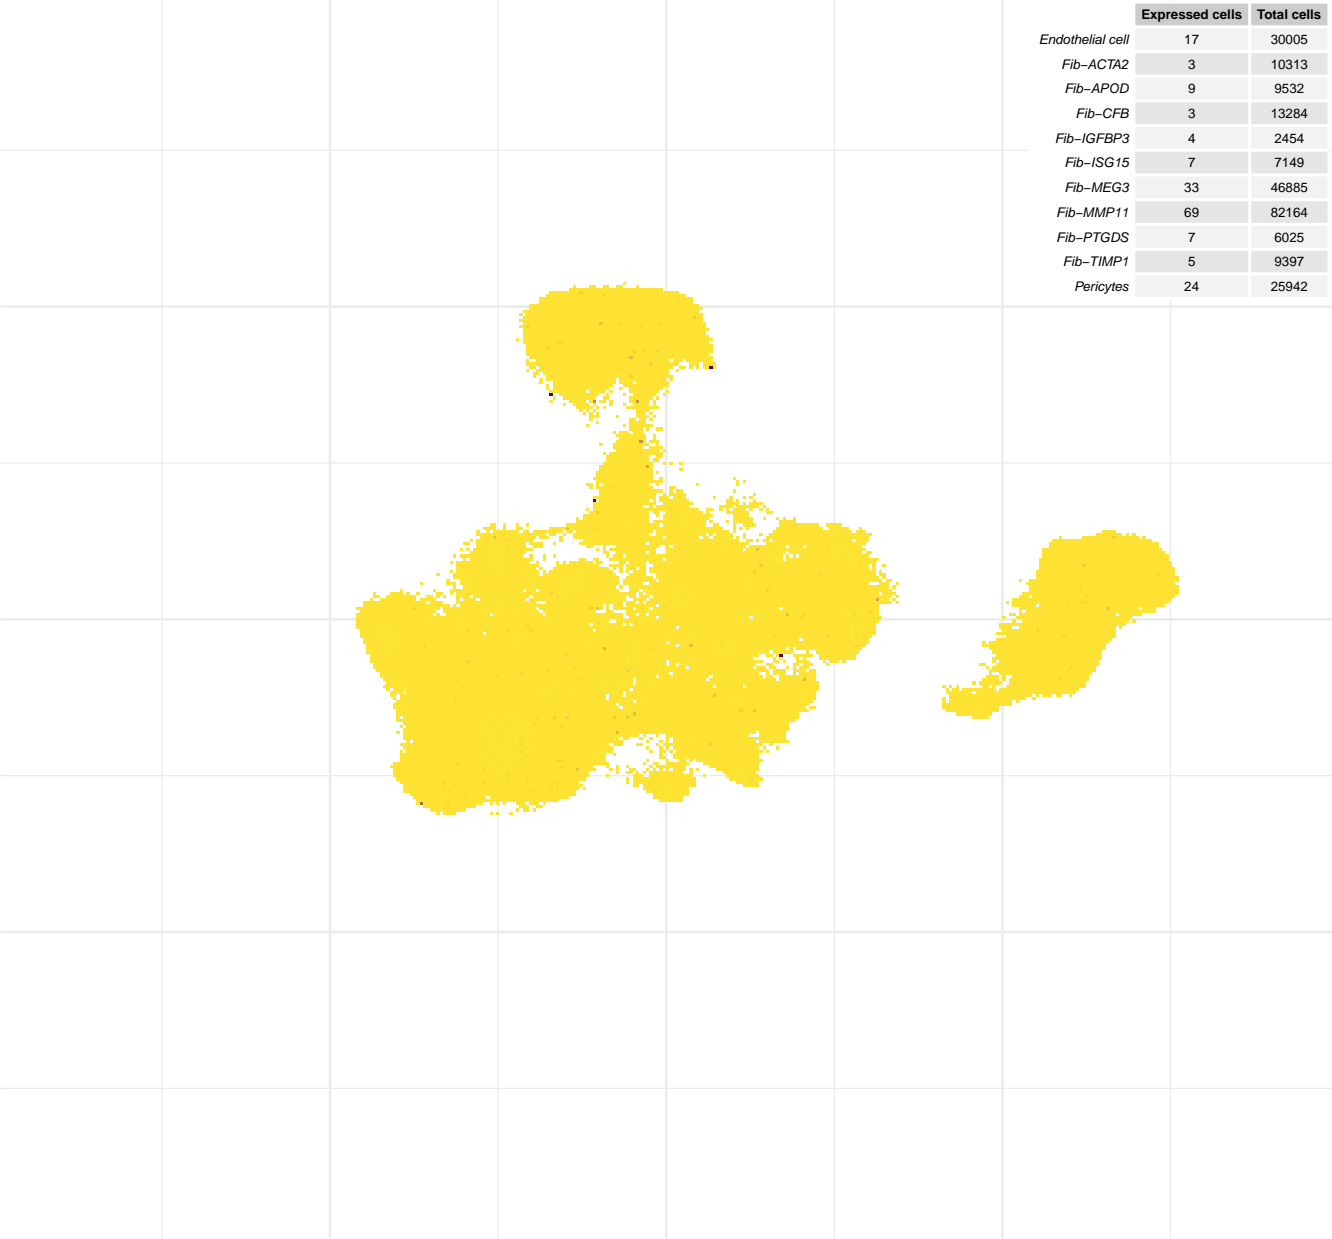 Expressed cells Total cells
Endothelial cell 17 30005
Fib−ACTA2 3 10313
Fib−APOD 9 9532
Fib−CFB 3 13284
Fib−IGFBP3 4 2454
Fib−ISG15 7 7149
Fib−MEG3 33 46885
Fib−MMP11 69 82164
Fib−PTGDS 7 6025
Fib−TIMP1 5 9397
Pericytes 24 25942